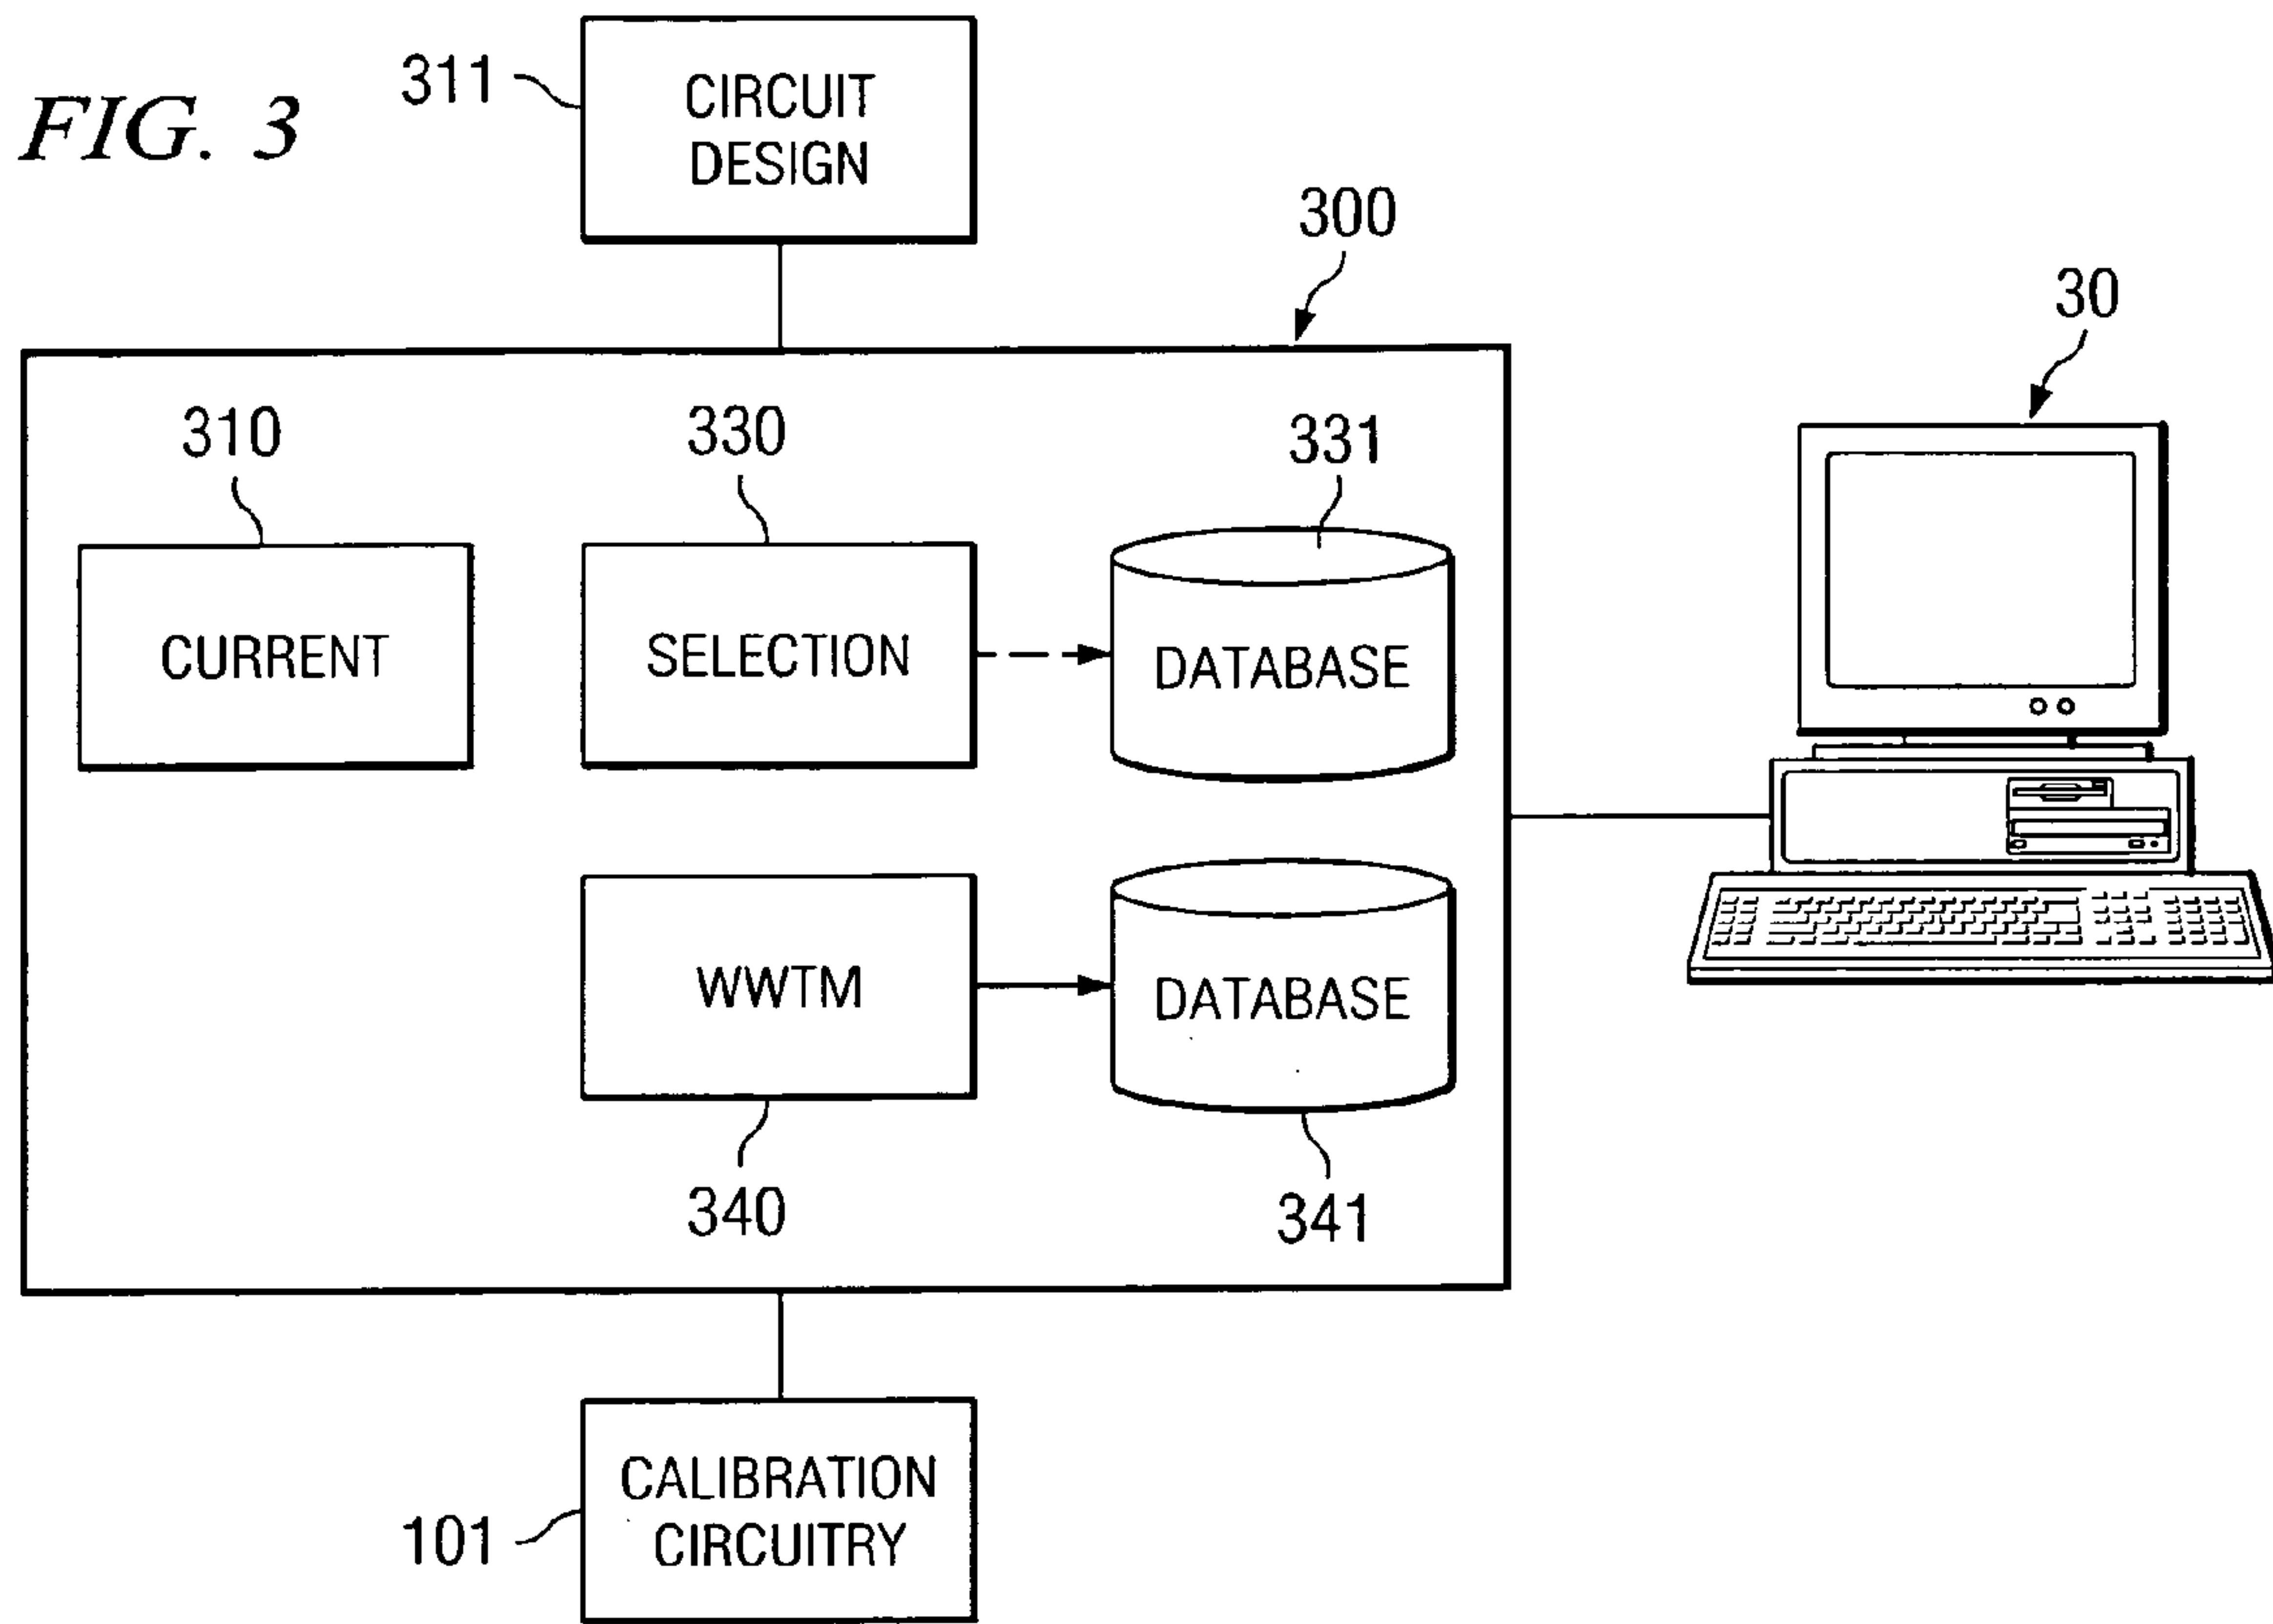 FIG. 3
311
CIRCUIT
DESIGN
300
30
310
330
331
CURRENT
SELECTION
DATABASE
WWTM
DATABASE
340
341
CALIBRATION
CIRCUITRY
101